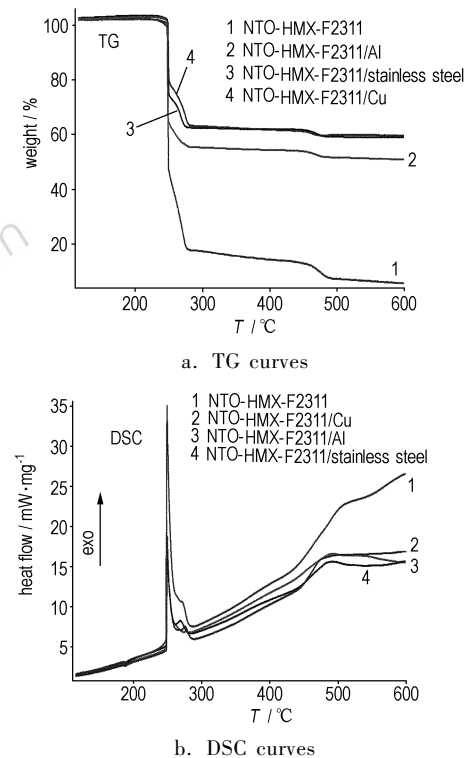 TG
1 NTO-HMX-F2311
2 NTO-HMX-F2311/Al
3 NTO-HMX-F2311/stainless steel
4 NTO-HMX-F2311/Cu
weight / %
100
80
60
40
20
4
3
2
1
200 300 400 500 600
T / ℃
a. TG curves
DSC
1 NTO-HMX-F2311
2 NTO-HMX-F2311/Cu
3 NTO-HMX-F2311/Al
4 NTO-HMX-F2311/stainless steel
heat flow / mW·mg⁻¹
exo
35
30
25
20
15
10
5
1
2
3
4
200 300 400 500 600
T / ℃
b. DSC curves